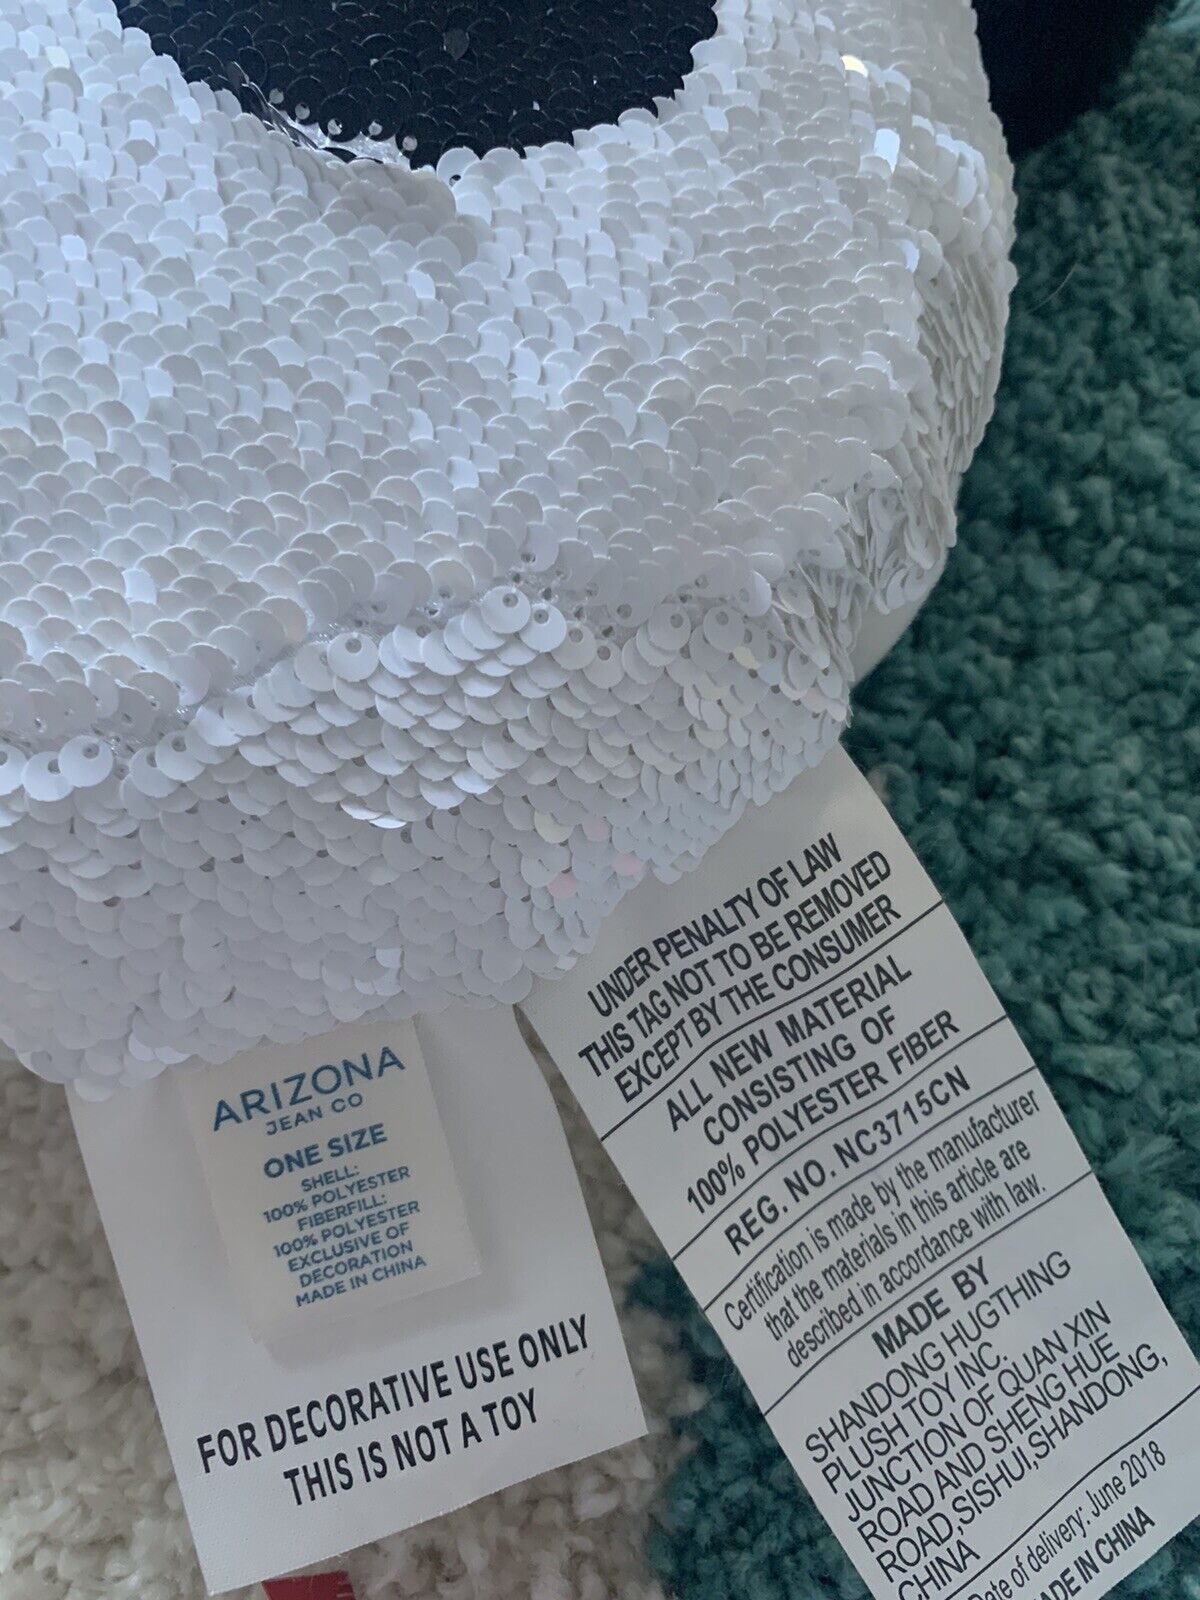 ARIZONA
JEAN CO
ONE SIZE
SHELL:
100% POLYESTER
FIBERFILL:
100% POLYESTER
EXCLUSIVE OF
DECORATION
MADE IN CHINA
FOR DECORATIVE USE ONLY
THIS IS NOT A TOY
UNDER PENALTY OF LAW
THIS TAG NOT TO BE REMOVED
EXCEPT BY THE CONSUMER
ALL NEW MATERIAL
CONSISTING OF
100% POLYESTER FIBER
REG. NO. NC3715CN
Certification is made by the manufacturer
that the materials in this article are
described in accordance with law.
MADE BY
SHANDONG HUGTHING
PLUSH TOY INC.
JUNCTION OF QUAN XIN
ROAD AND SHENG HUE
ROAD,SISHUI,SHANDONG,
CHINA
Date of delivery: June 2018
MADE IN CHINA